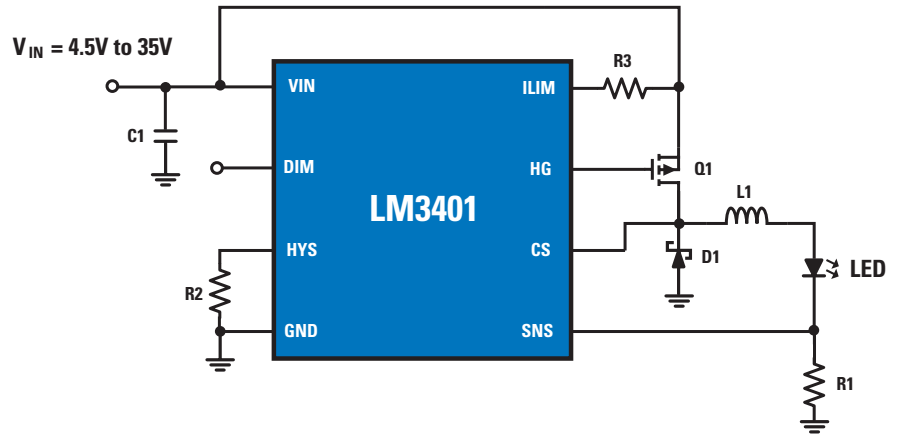 V IN = 4.5V to 35V
C1
R2
VIN
DIM
HYS
GND
LM3401
ILIM
HG
CS
SNS
R3
Q1
L1
D1
LED
R1